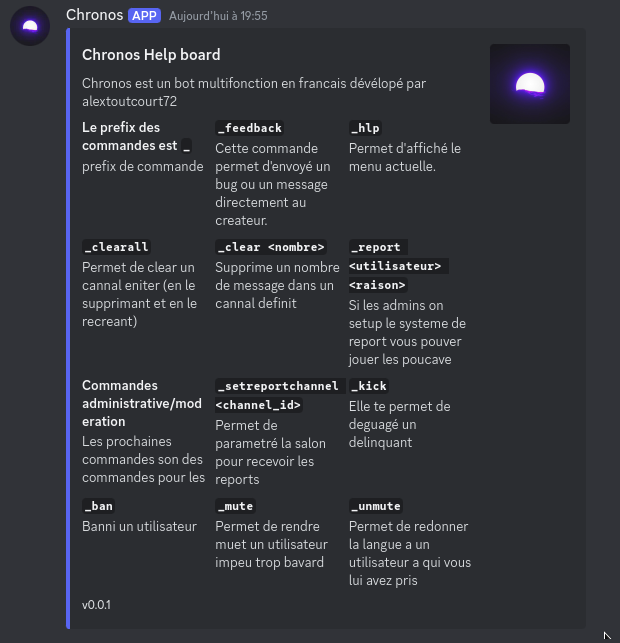 Chronos APP Aujourd'hui à 19:55
Chronos Help board
Chronos est un bot multifonction en francais dévélopé par
alextoutcourt72
Le prefix des
commandes est _
prefix de commande
_feedback
Cette commande
permet d'envoyé un
bug ou un message
directement au
createur.
_hlp
Permet d'affiché le
menu actuelle.
_clearall
Permet de clear un
cannal eniter (en le
supprimant et en le
recreant)
_clear <nombre>
Supprime un nombre
de message dans un
cannal definit
_report
<utilisateur>
<raison>
Si les admins on
setup le systeme de
report vous pouver
jouer les poucave
Commandes
administrative/mod
eration
Les prochaines
commandes son des
commandes pour les
_setreportchannel
<channel_id>
Permet de
parametré la salon
pour recevoir les
reports
_kick
Elle te permet de
deguagé un
delinquant
_ban
Banni un utilisateur
_mute
Permet de rendre
muet un utilisateur
impeu trop bavard
_unmute
Permet de redonner
la langue a un
utilisateur a qui vous
lui avez pris
v0.0.1